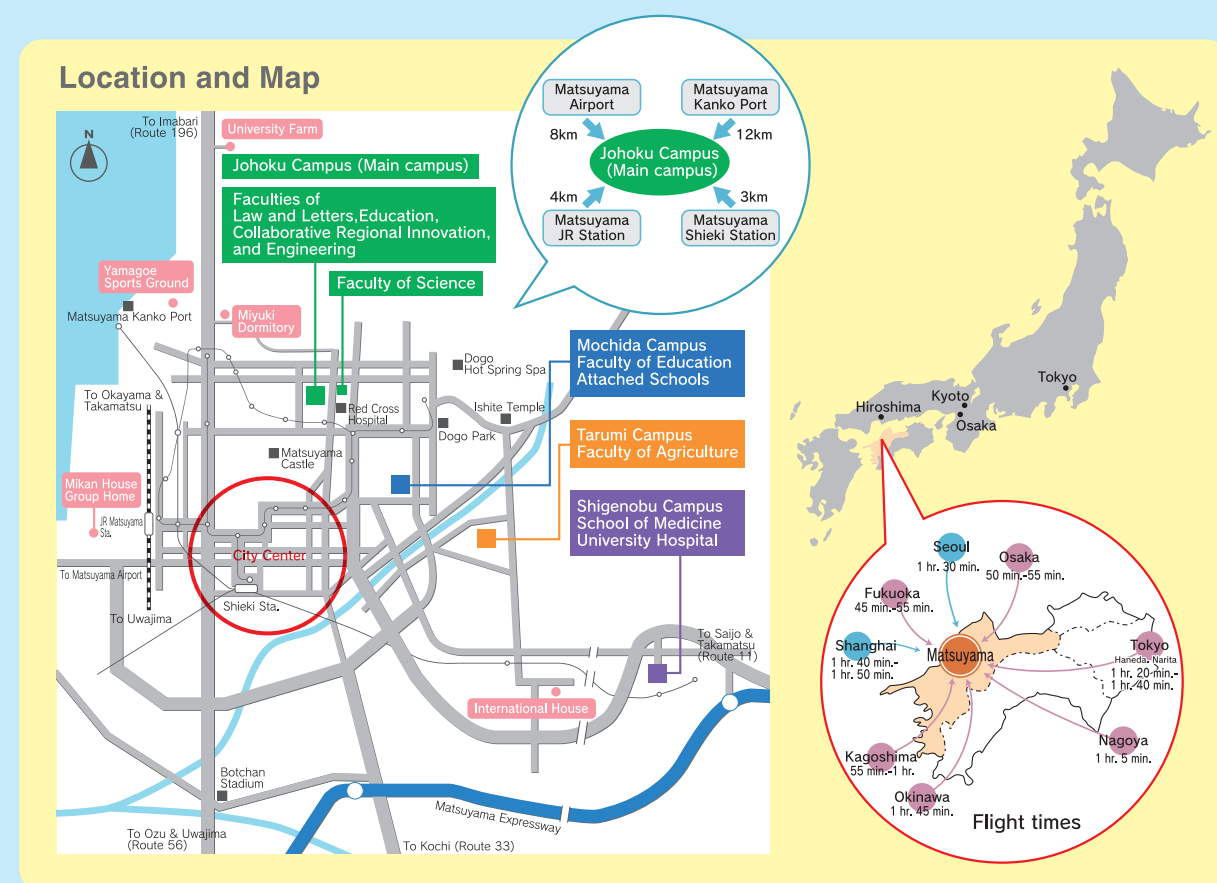 Location and Map
Matsuyama
Airport
Matsuyama
Kanko Port
8km
12km
Johoku Campus
(Main campus)
4km
3km
Matsuyama
JR Station
Matsuyama
Shieki Station
N
To Imabari
(Route 196)
University Farm
Johoku Campus (Main campus)
Faculties of
Law and Letters,Education,
Collaborative Regional Innovation,
and Engineering
Faculty of Science
Yamagoe
Sports Ground
Matsuyama Kanko Port
Miyuki
Dormitory
Mochida Campus
Faculty of Education
Attached Schools
Dogo
Hot Spring Spa
To Okayama &
Takamatsu
Red Cross
Hospital
Ishite Temple
Dogo Park
Tarumi Campus
Faculty of Agriculture
Matsuyama
Castle
Mikan House
Group Home
JR Matsuyama
Sta.
Shigenobu Campus
School of Medicine
University Hospital
City Center
To Matsuyama Airport
Shieki Sta.
To Uwajima
To Saijo &
Takamatsu
(Route 11)
International House
Botchan
Stadium
Matsuyama Expressway
To Ozu & Uwajima
(Route 56)
To Kochi (Route 33)
Tokyo
Kyoto
Hiroshima
Osaka
Seoul
1 hr. 30 min.
Osaka
50 min.-55 min.
Fukuoka
45 min.-55 min.
Shanghai
1 hr. 40 min.-
1 hr. 50 min.
Matsuyama
Tokyo
Haneda. Narita
1 hr. 20 min.-
1 hr. 40 min.
Nagoya
1 hr. 5 min.
Kagoshima
55 min.-1 hr.
Okinawa
1 hr. 45 min.
Flight times